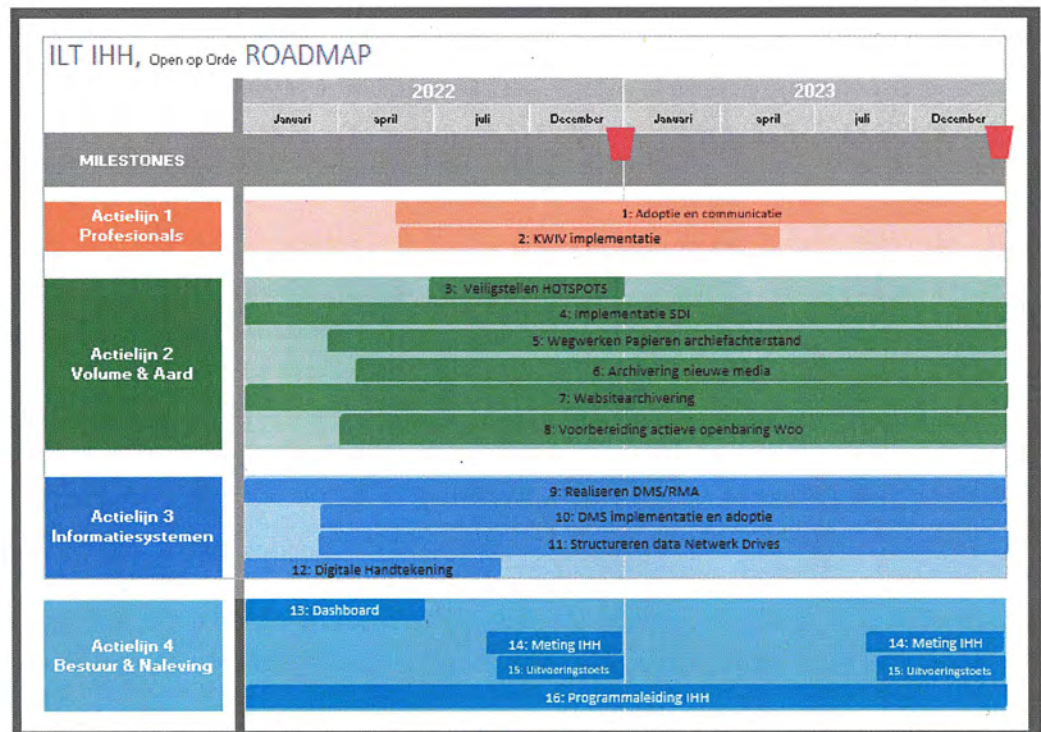 ILT IHH, Open op Orde ROADMAP
2022 2023
Januari april juli December Januari april juli December
MILESTONES
Actielijn 1
Profesionals
1: Adoptie en communicatie
2: KWIV implementatie
Actielijn 2
Volume & Aard
3: Veiligstellen HOTSPOTS
4: Implementatie SDI
5: Wegwerken Papieren archiefachterstand
6: Archivering nieuwe media
7: Websitearchivering
8: Voorbereiding actieve openbaring Woo
Actielijn 3
Informatiesystemen
9: Realiseren DMS/RMA
10: DMS implementatie en adoptie
11: Structureren data Netwerk Drives
12: Digitale Handtekening
Actielijn 4
Bestuur & Naleving
13: Dashboard
14: Meting IHH 14: Meting IHH
15: Uitvoeringstoets 15: Uitvoeringstoets
16: Programmaleiding IHH